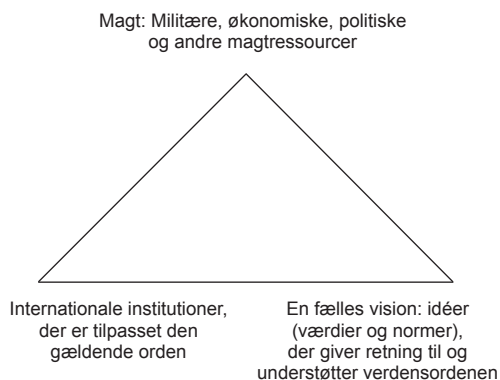 Magt: Militære, økonomiske, politiske
og andre magtressourcer
Internationale institutioner,
der er tilpasset den
gældende orden
En fælles vision: idéer
(værdier og normer),
der giver retning til og
understøtter verdensordenen